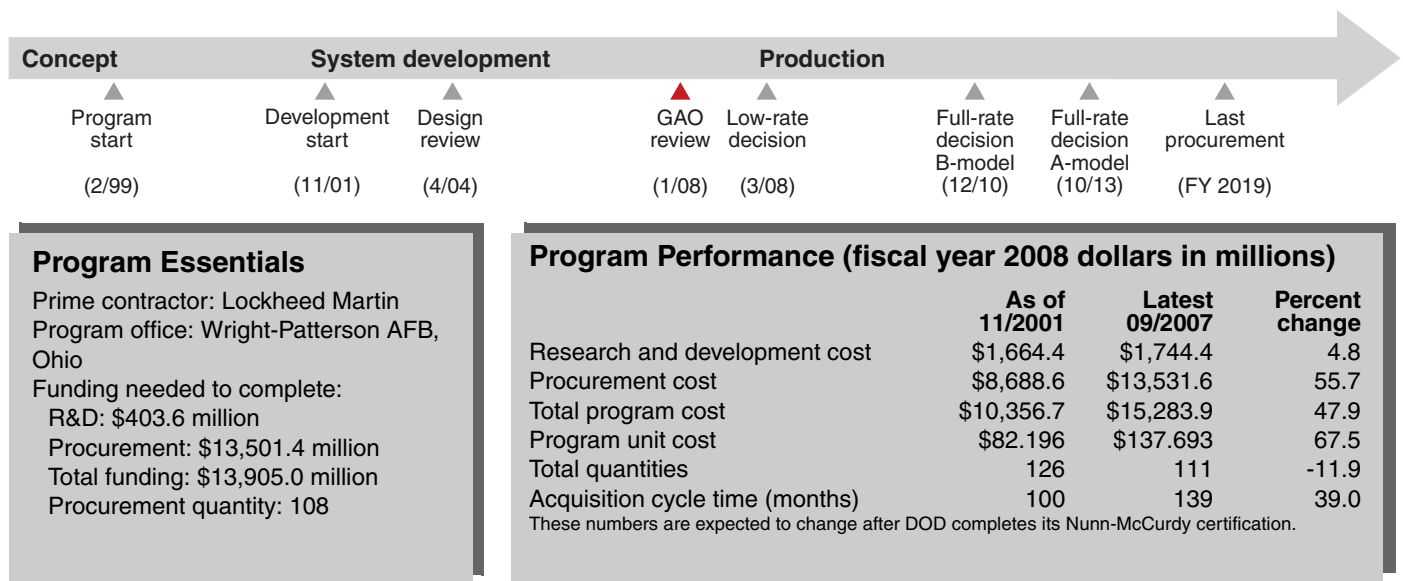 Concept System development Production
Program start (2/99)
Development start (11/01)
Design review (4/04)
GAO review (1/08)
Low-rate decision (3/08)
Full-rate decision B-model (12/10)
Full-rate decision A-model (10/13)
Last procurement (FY 2019)
Program Essentials
Prime contractor: Lockheed Martin
Program office: Wright-Patterson AFB,
Ohio
Funding needed to complete:
R&D: $403.6 million
Procurement: $13,501.4 million
Total funding: $13,905.0 million
Procurement quantity: 108
Program Performance (fiscal year 2008 dollars in millions)
As of Latest Percent
11/2001 09/2007 change
Research and development cost $1,664.4 $1,744.4 4.8
Procurement cost $8,688.6 $13,531.6 55.7
Total program cost $10,356.7 $15,283.9 47.9
Program unit cost $82.196 $137.693 67.5
Total quantities 126 111 -11.9
Acquisition cycle time (months) 100 139 39.0
These numbers are expected to change after DOD completes its Nunn-McCurdy certification.